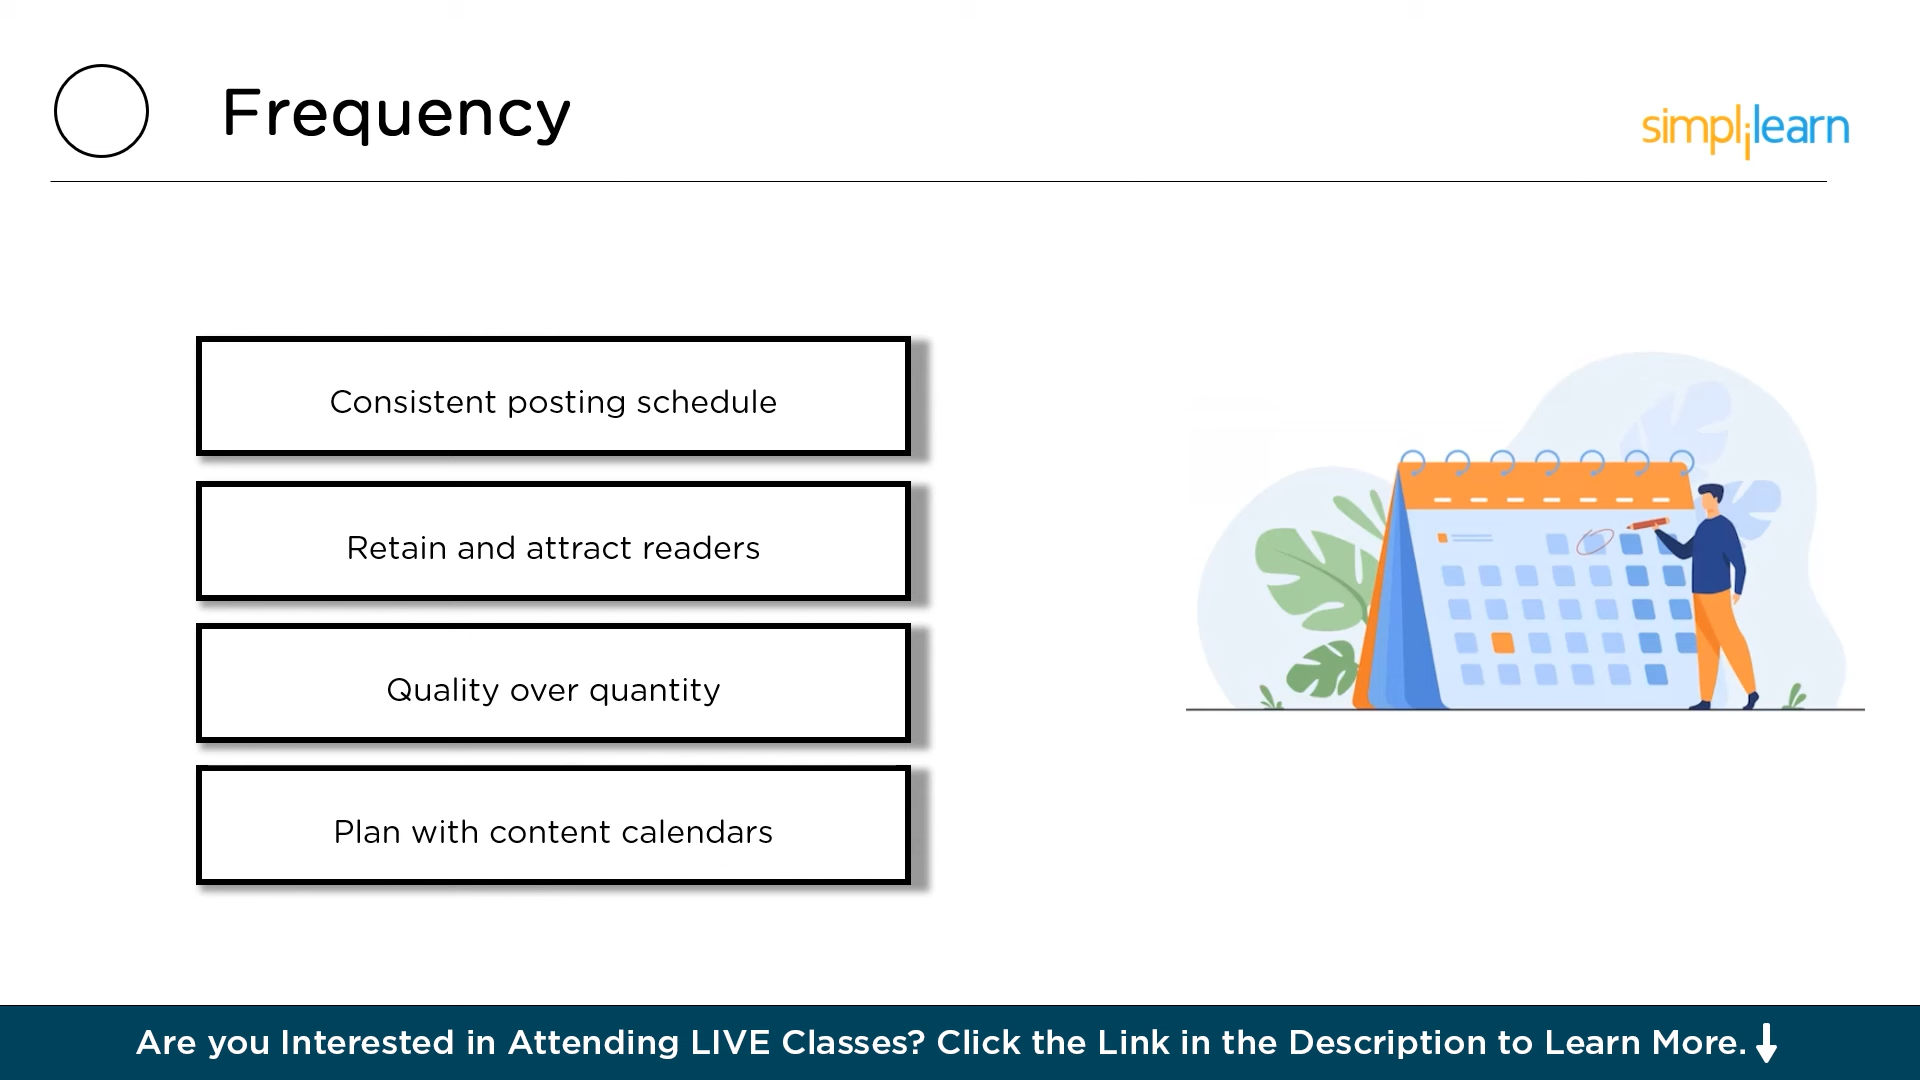 Frequency
simplilearn
Consistent posting schedule
Retain and attract readers
Quality over quantity
Plan with content calendars
Are you Interested in Attending LIVE Classes? Click the Link in the Description to Learn More.